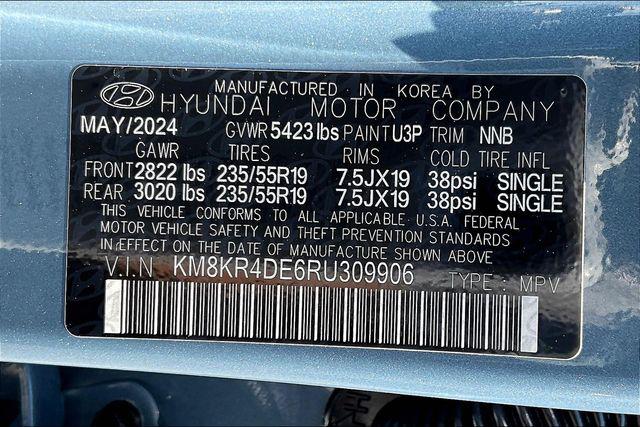 MANUFACTURED IN KOREA BY
HYUNDAI MOTOR COMPANY
MAY/2024 GVWR 5423 lbs PAINT U3P TRIM NNB
GAWR TIRES RIMS COLD TIRE INFL
FRONT 2822 lbs 235/55R19 7.5JX19 38psi SINGLE
REAR 3020 lbs 235/55R19 7.5JX19 38psi SINGLE
THIS VEHICLE CONFORMS TO ALL APPLICABLE U.S.A. FEDERAL
MOTOR VEHICLE SAFETY AND THEFT PREVENTION STANDARDS
IN EFFECT ON THE DATE OF MANUFACTURE SHOWN ABOVE
V.I.N. KM8KR4DE6RU309906 TYPE : MPV